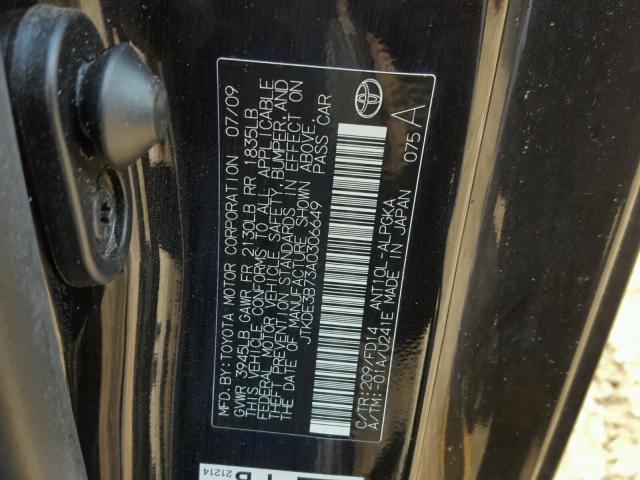 MFD. BY: TOYOTA MOTOR CORPORATION 07/09
GVWR 3945LB GAWR FR 2130LB RR 1835LB
THIS VEHICLE CONFORMS TO ALL APPLICABLE
FEDERAL MOTOR VEHICLE SAFETY, BUMPER, AND
THEFT PREVENTION STANDARDS IN EFFECT ON
THE DATE OF MANUFACTURE SHOWN ABOVE.
JTKDE3B73A0306649 PASS CAR
C/TR: 209/FD14 ANT10L-ALPGKA 075 A
A/TM: -01A/U241E MADE IN JAPAN
21214